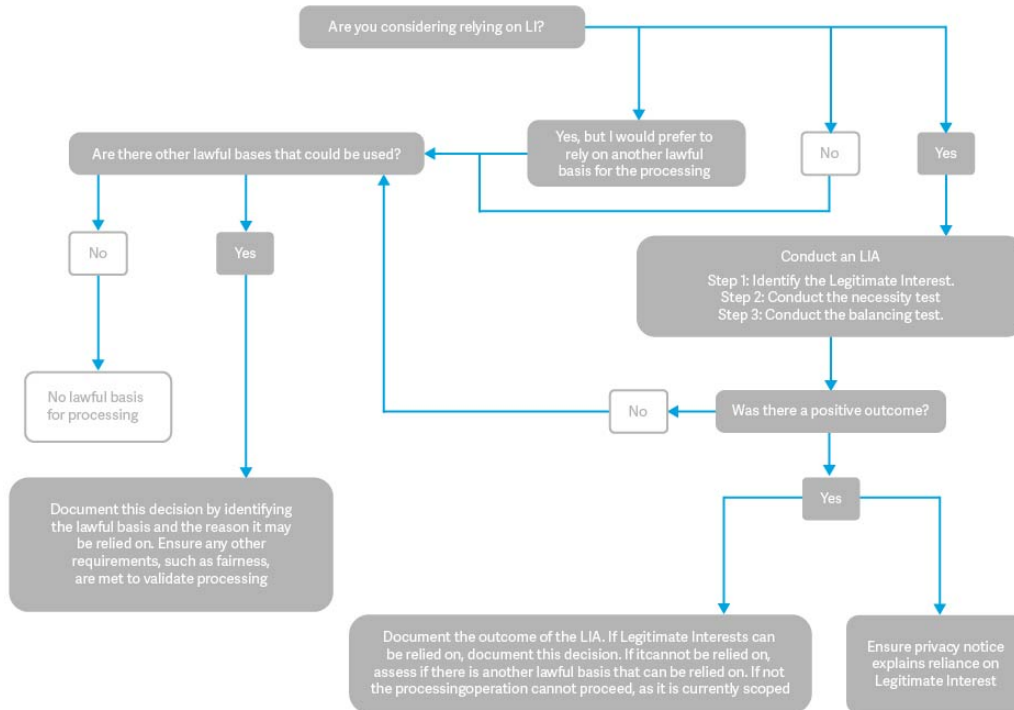 Are you considering relying on LI?
Yes, but I would prefer to
rely on another lawful
basis for the processing
No
Yes
Are there other lawful bases that could be used?
No
Yes
Conduct an LIA
Step 1: Identify the Legitimate Interest.
Step 2: Conduct the necessity test
Step 3: Conduct the balancing test.
No lawful basis
for processing
No
Was there a positive outcome?
Yes
Document this decision by identifying
the lawful basis and the reason it may
be relied on. Ensure any other
requirements, such as fairness,
are met to validate processing
Document the outcome of the LIA. If Legitimate Interests can
be relied on, document this decision. If itcannot be relied on,
assess if there is another lawful basis that can be relied on. If not
the processingoperation cannot proceed, as it is currently scoped
Ensure privacy notice
explains reliance on
Legitimate Interest